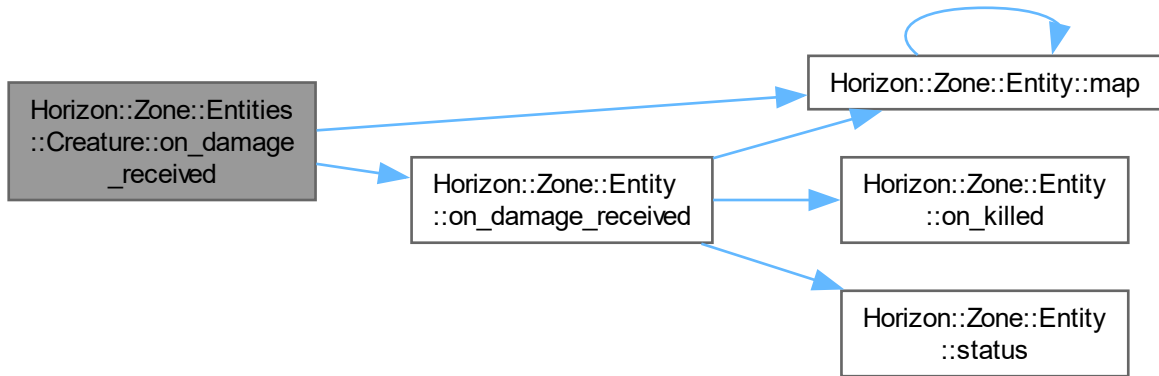 Horizon::Zone::Entities
::Creature::on_damage
_received
Horizon::Zone::Entity
::on_damage_received
Horizon::Zone::Entity::map
Horizon::Zone::Entity
::on_killed
Horizon::Zone::Entity
::status